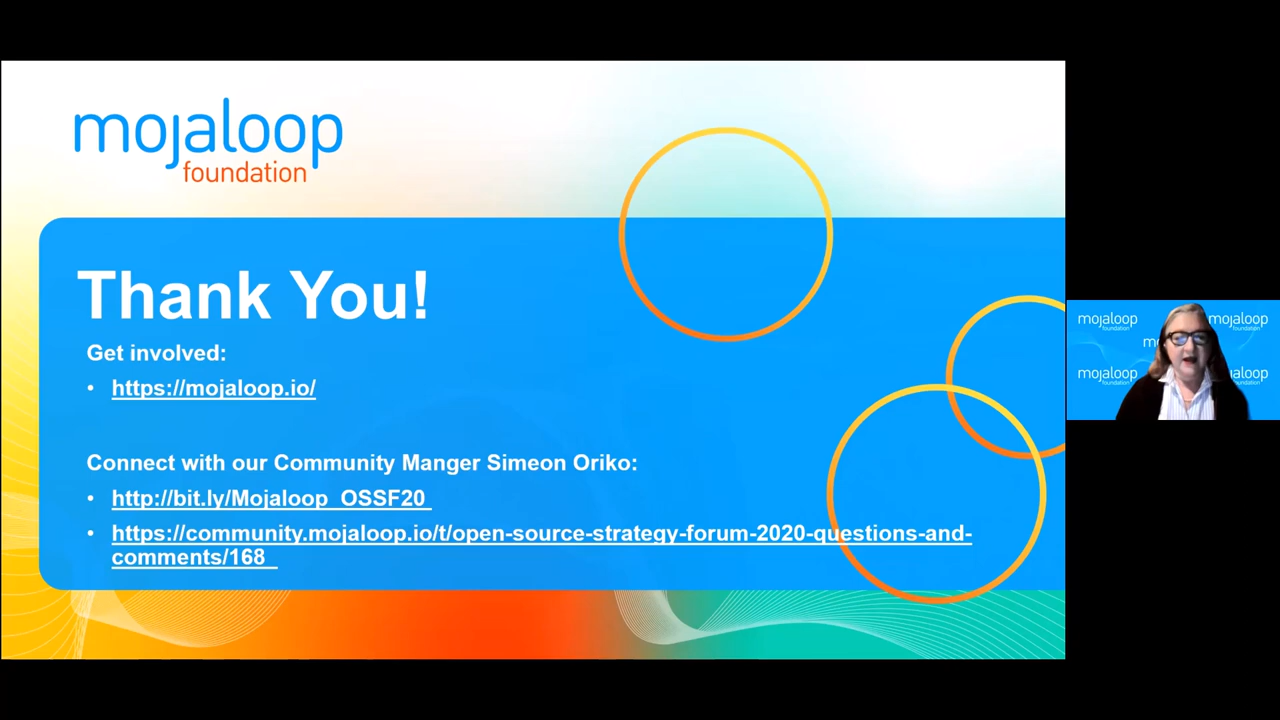 mojaloop
foundation
Thank You!
Get involved:
• https://mojaloop.io/
Connect with our Community Manger Simeon Oriko:
• http://bit.ly/Mojaloop_OSSF20
• https://community.mojaloop.io/t/open-source-strategy-forum-2020-questions-and-
comments/168
mojaloop
foundation
mojaloop
foundation
mo
mojaloop
foundation
jaloop
foundation